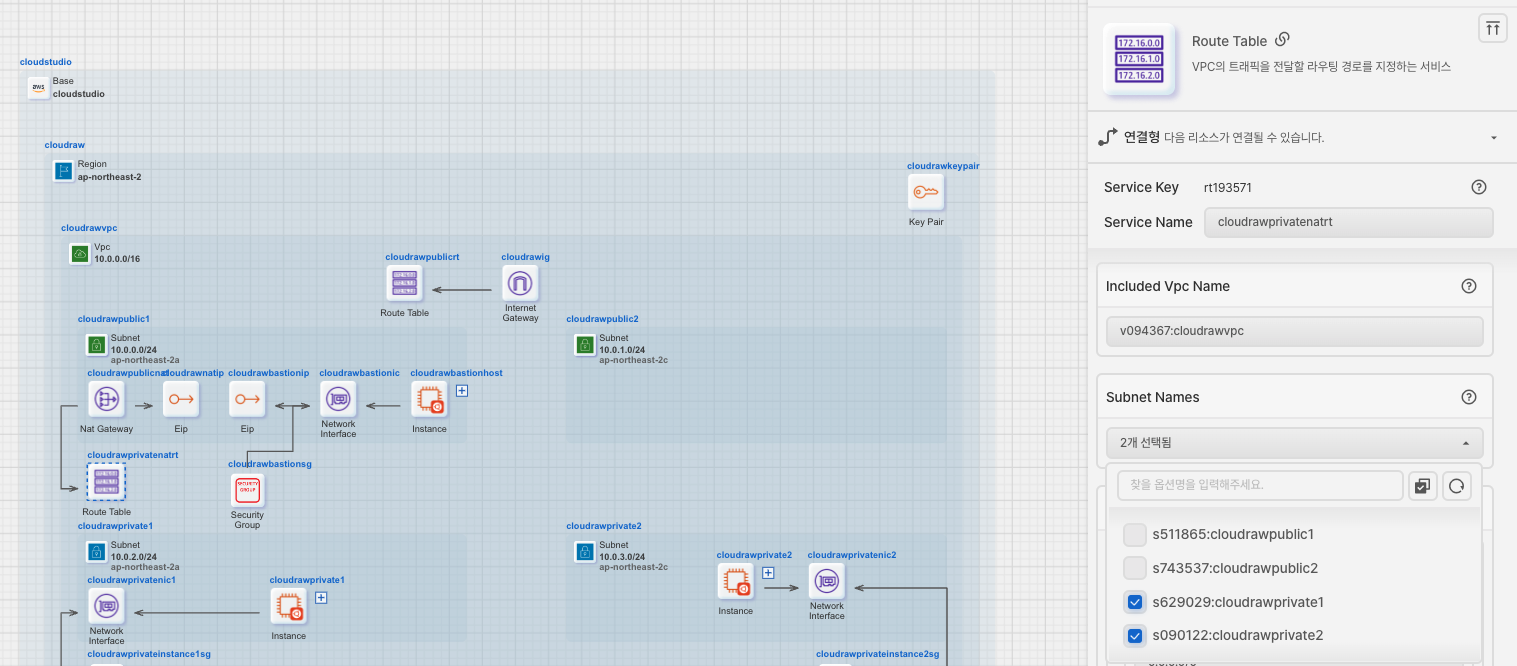 cloudstudio
aws
Base
cloudstudio
cloudraw
Region
ap-northeast-2
cloudrawkeypair
Key Pair
cloudrawvpc
Vpc
10.0.0.0/16
cloudrawpublicrt
Route Table
cloudrawig
Internet
Gateway
cloudrawpublic1
Subnet
10.0.0.0/24
ap-northeast-2a
cloudrawpublic2
Subnet
10.0.1.0/24
ap-northeast-2c
cloudrawpublicnat
Nat Gateway
cloudrawnatip
Eip
cloudrawbastionip
Eip
cloudrawbastionic
Network
Interface
cloudrawbastionhost
Instance
cloudrawprivatenatrt
Route Table
cloudrawbastionsg
SECURITY
GROUP
Security
Group
cloudrawprivate1
Subnet
10.0.2.0/24
ap-northeast-2a
cloudrawprivate2
Subnet
10.0.3.0/24
ap-northeast-2c
cloudrawprivatenic1
Network
Interface
cloudrawprivate1
Instance
cloudrawprivate2
Instance
cloudrawprivatenic2
Network
Interface
cloudrawprivateinstance1sg
cloudrawprivateinstance2sg
172.16.0.0
172.16.1.0
172.16.2.0
Route Table
VPC의 트래픽을 전달할 라우팅 경로를 지정하는 서비스
연결형 다음 리소스가 연결될 수 있습니다.
Service Key rt193571
Service Name cloudrawprivatenatrt
Included Vpc Name
v094367:cloudrawvpc
Subnet Names
2개 선택됨
찾을 옵션명을 입력해주세요.
s511865:cloudrawpublic1
s743537:cloudrawpublic2
s629029:cloudrawprivate1
s090122:cloudrawprivate2